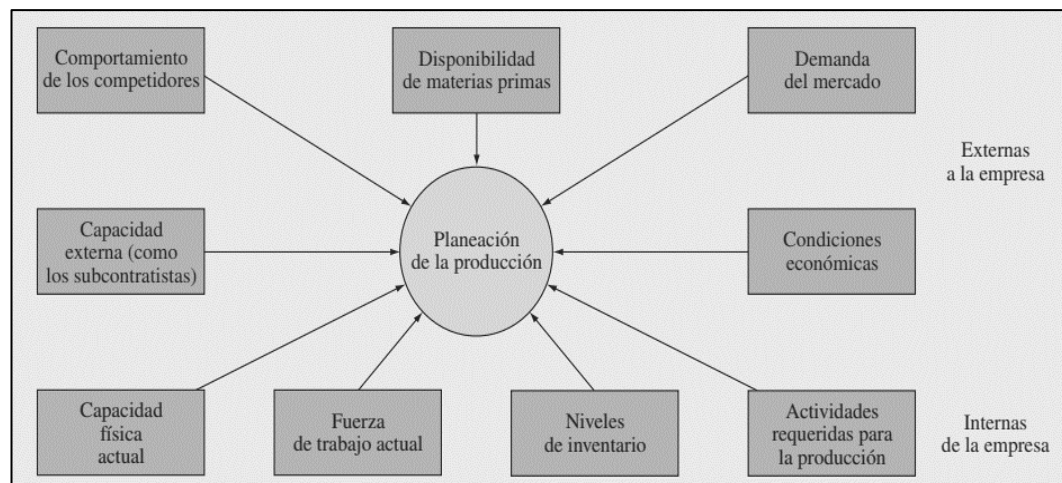 Comportamiento
de los competidores
Disponibilidad
de materias primas
Demanda
del mercado
Externas
a la empresa
Capacidad
externa (como
los subcontratistas)
Planeación
de la producción
Condiciones
económicas
Capacidad
física
actual
Fuerza
de trabajo actual
Niveles
de inventario
Actividades
requeridas para
la producción
Internas
de la empresa